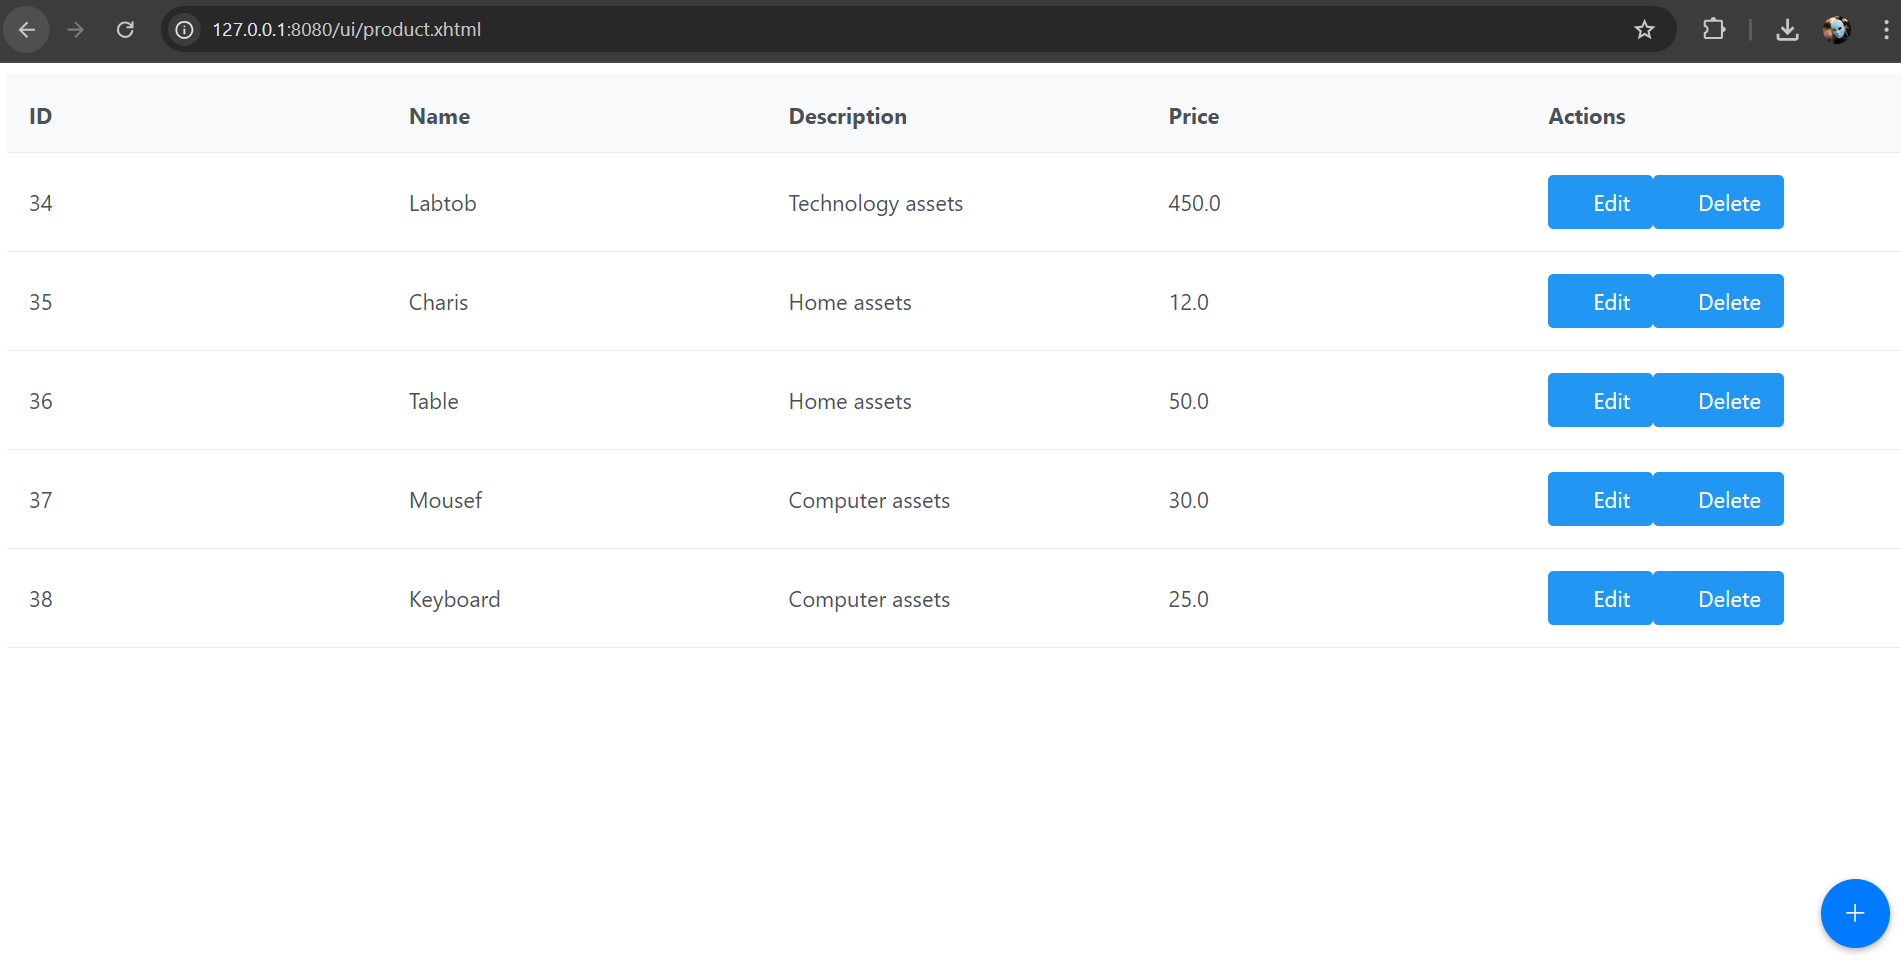 127.0.0.1:8080/ui/product.xhtml
ID Name Description Price Actions
34 Labtob Technology assets 450.0 Edit Delete
35 Charis Home assets 12.0 Edit Delete
36 Table Home assets 50.0 Edit Delete
37 Mousef Computer assets 30.0 Edit Delete
38 Keyboard Computer assets 25.0 Edit Delete